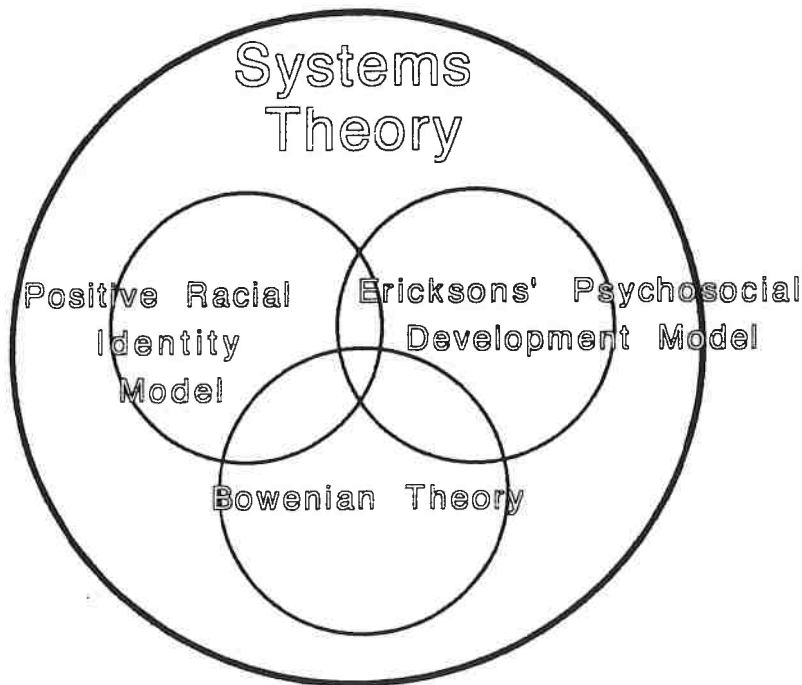 Systems
Theory
Positive Racial
Identity
Model
Ericksons' Psychosocial
Development Model
Bowenian Theory